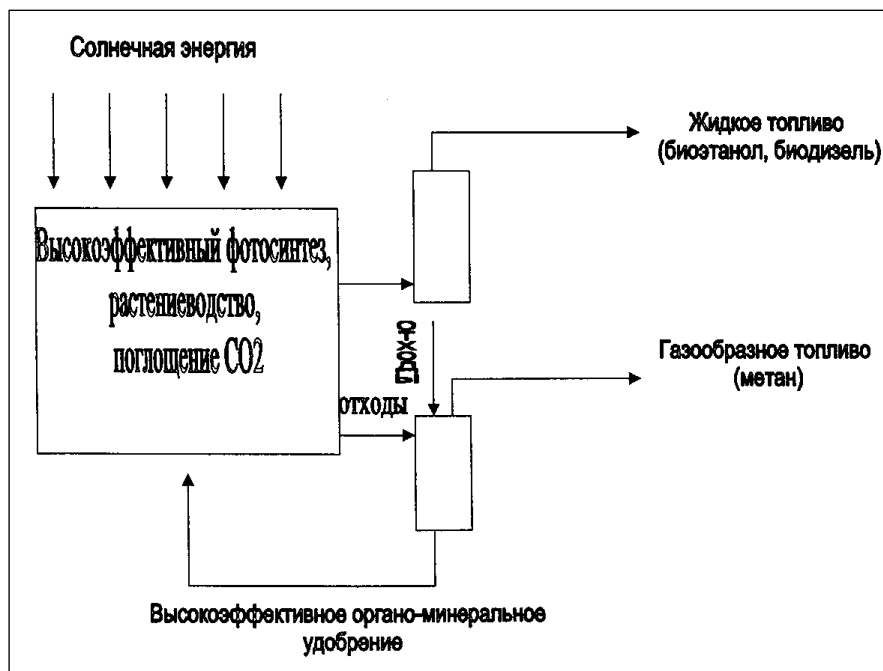 Солнечная энергия
Жидкое топливо
(биоэтанол, биодизель)
Высокоэффективный фотосинтез,
растениеводство,
поглощение СО2
Газообразное топливо
(метан)
отходы
Высокоэффективное органо-минеральное
удобрение